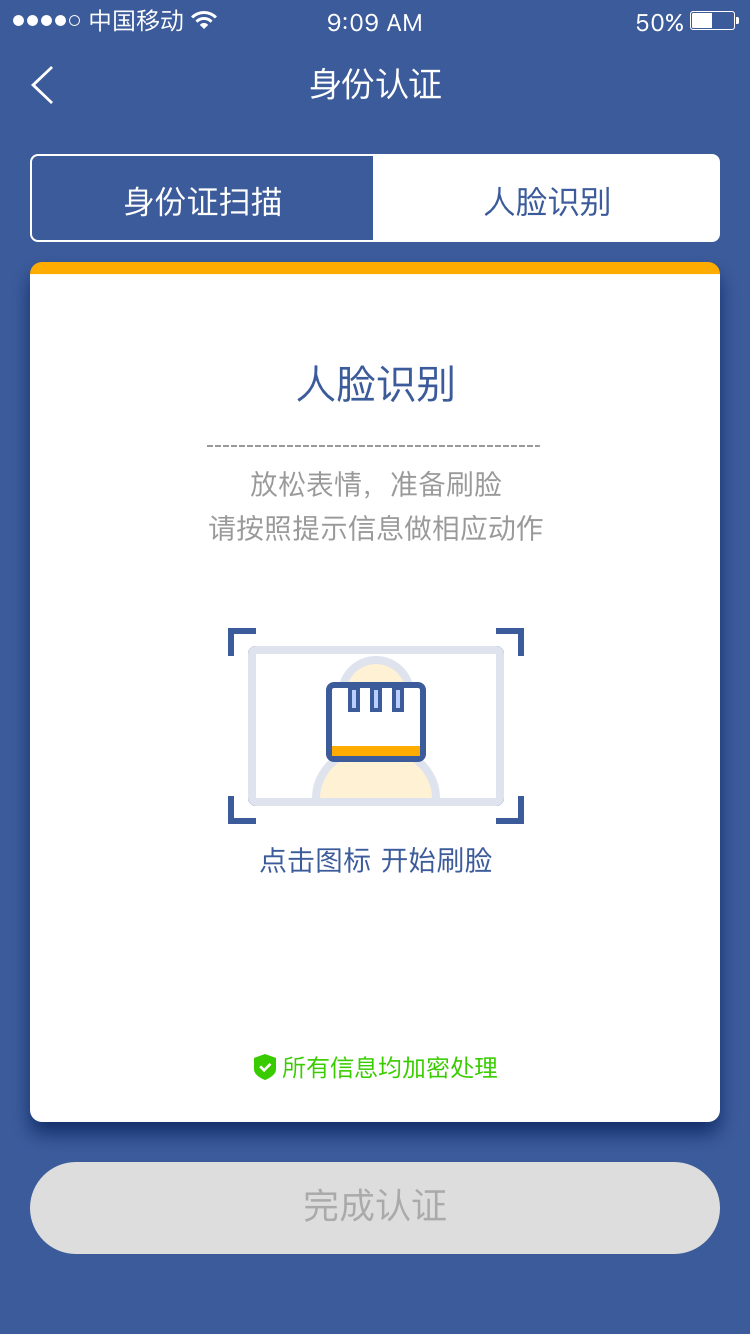 中国移动 9:09 AM 50%
身份认证
身份证扫描 人脸识别
人脸识别
放松表情，准备刷脸
请按照提示信息做相应动作
点击图标 开始刷脸
所有信息均加密处理
完成认证